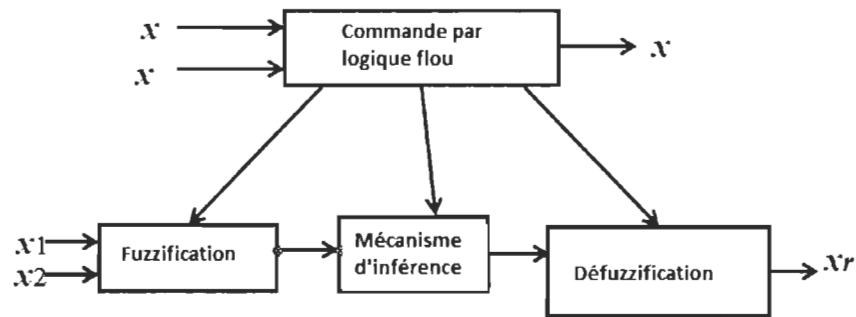 x
Commande par
logique flou
x
x
x1
x2
Fuzzification
Mécanisme
d'inférence
Défuzzification
xr